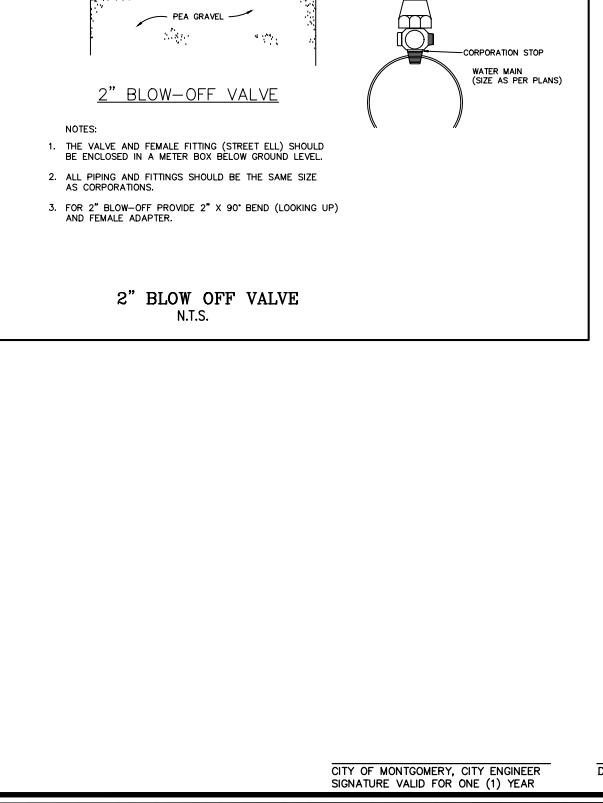 PEA GRAVEL
CORPORATION STOP
WATER MAIN
(SIZE AS PER PLANS)
2" BLOW-OFF VALVE
NOTES:
1. THE VALVE AND FEMALE FITTING (STREET ELL) SHOULD
BE ENCLOSED IN A METER BOX BELOW GROUND LEVEL.
2. ALL PIPING AND FITTINGS SHOULD BE THE SAME SIZE
AS CORPORATIONS.
3. FOR 2" BLOW-OFF PROVIDE 2" X 90° BEND (LOOKING UP)
AND FEMALE ADAPTER.
2" BLOW OFF VALVE
N.T.S.
CITY OF MONTGOMERY, CITY ENGINEER
SIGNATURE VALID FOR ONE (1) YEAR